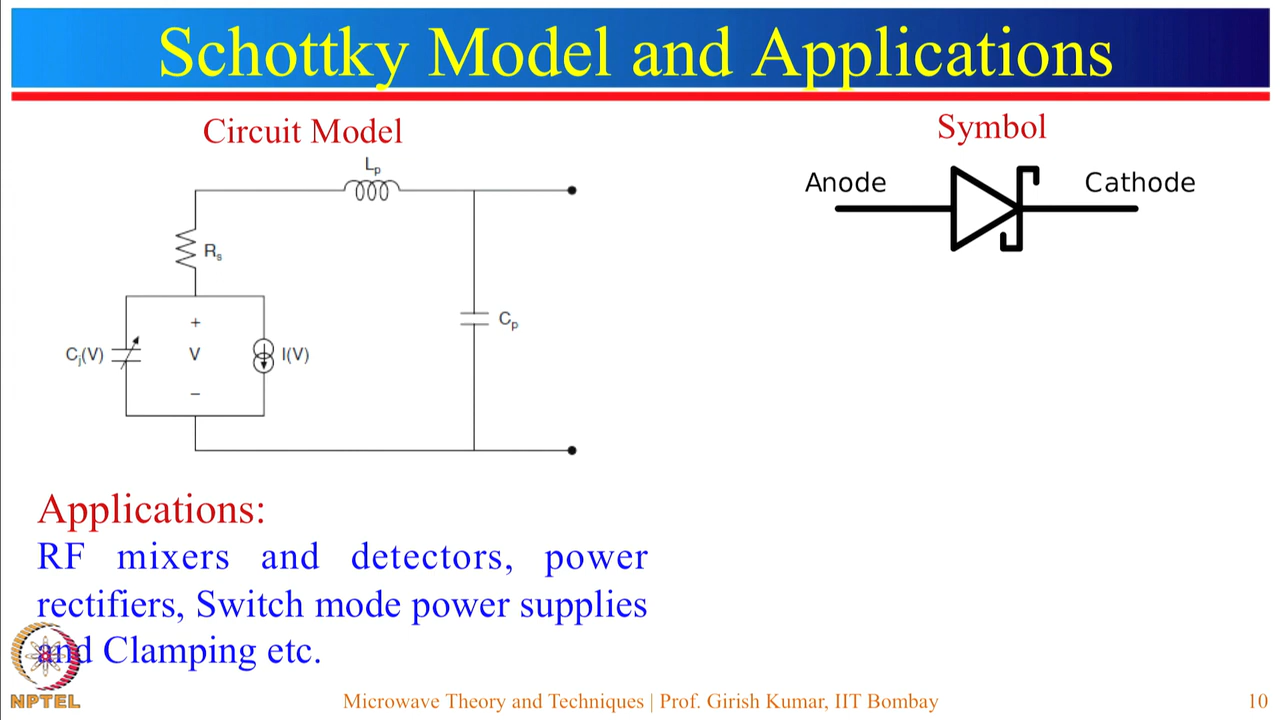 Schottky Model and Applications
Circuit Model
Symbol
Lp
Anode
Cathode
Rs
+
Cp
Cj(V)
V
I(V)
−
Applications:
RF mixers and detectors, power
rectifiers, Switch mode power supplies
and Clamping etc.
NPTEL
Microwave Theory and Techniques | Prof. Girish Kumar, IIT Bombay
10